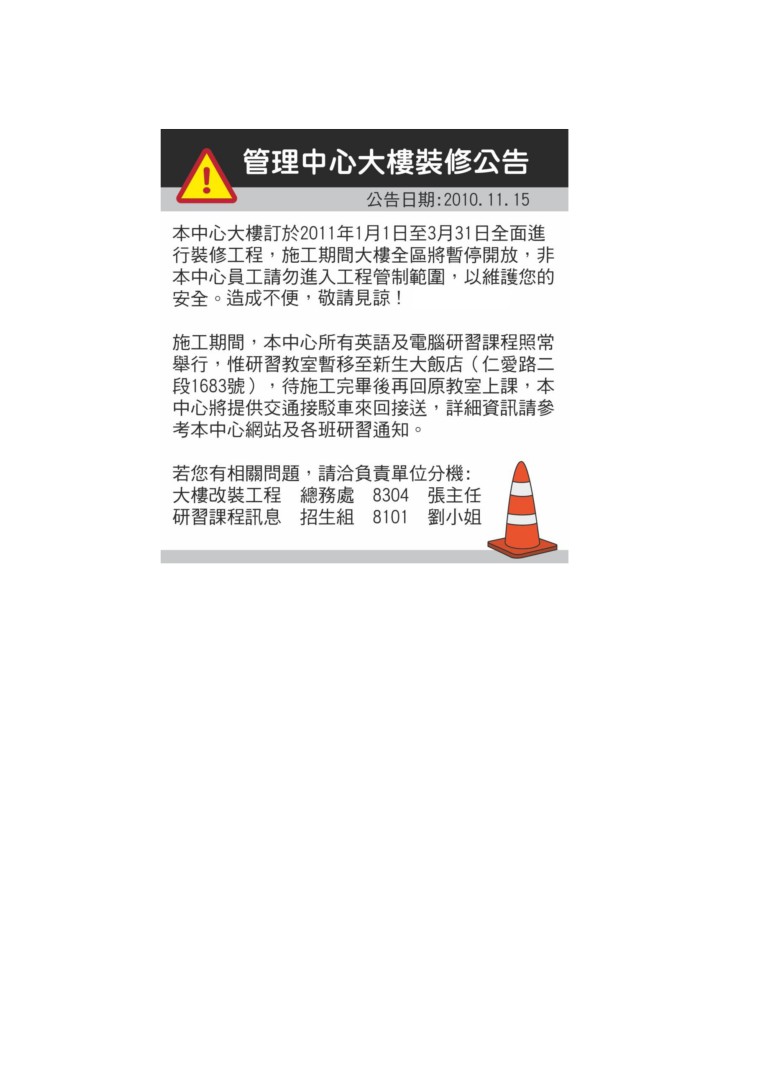 管理中心大樓裝修公告
公告日期:2010.11.15
本中心大樓訂於2011年1月1日至3月31日全面進
行裝修工程，施工期間大樓全區將暫停開放，非
本中心員工請勿進入工程管制範圍，以維護您的
安全。造成不便，敬請見諒！
施工期間，本中心所有英語及電腦研習課程照常
舉行，惟研習教室暫移至新生大飯店（仁愛路二
段1683號），待施工完畢後再回原教室上課，本
中心將提供交通接駁車來回接送，詳細資訊請參
考本中心網站及各班研習通知。
若您有相關問題，請洽負責單位分機:
大樓改裝工程　總務處　8304　張主任
研習課程訊息　招生組　8101　劉小姐